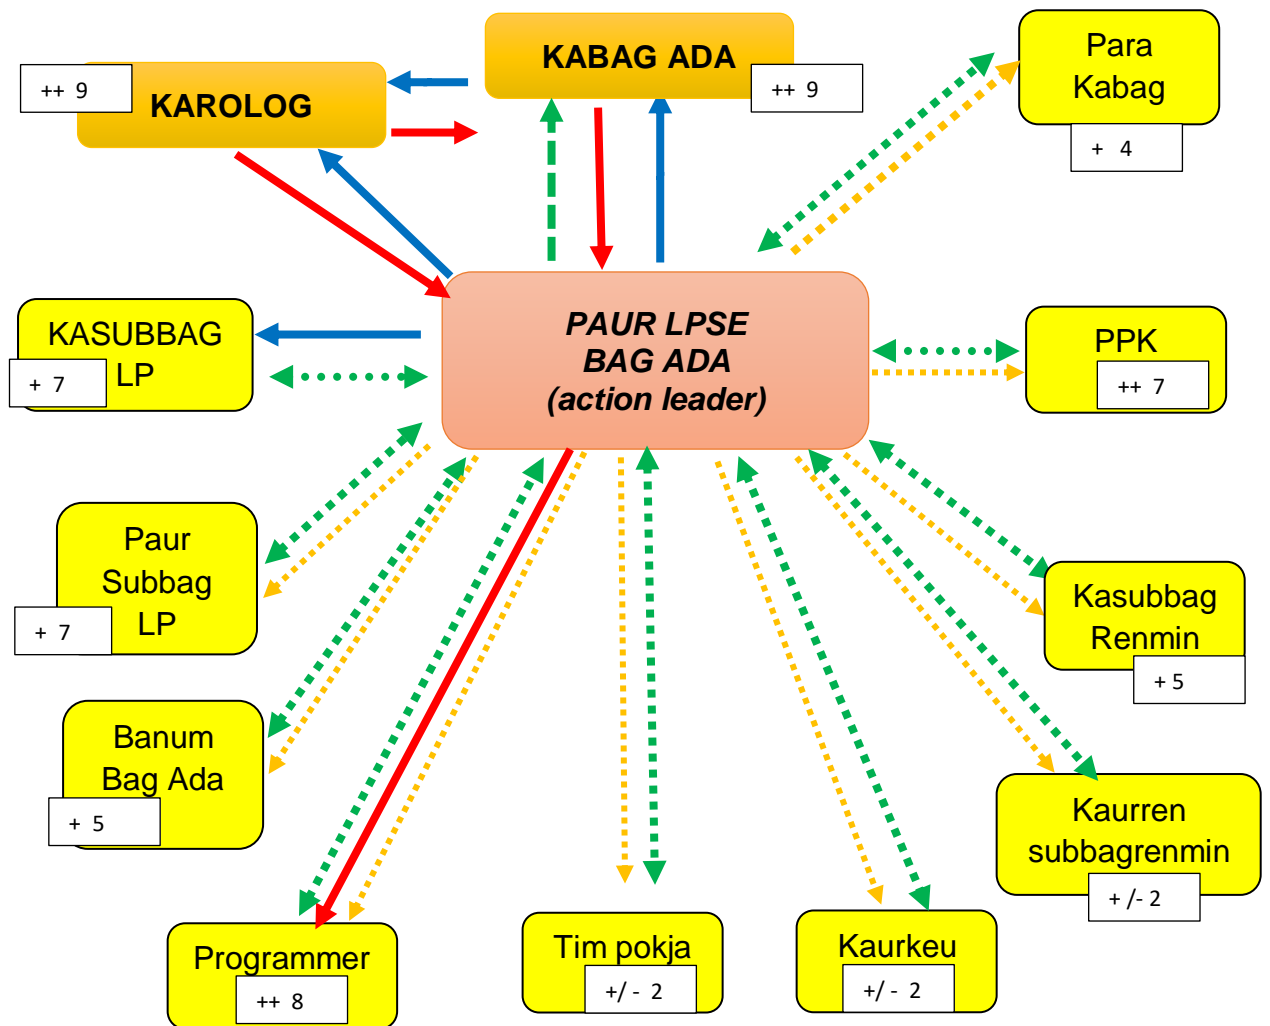 KABAG ADA
++ 9
KAROLOG
++ 9
Para
Kabag
+ 4
PAUR LPSE
BAG ADA
(action leader)
KASUBBAG
LP
+ 7
PPK
++ 7
Paur
Subbag
LP
+ 7
Kasubbag
Renmin
+ 5
Banum
Bag Ada
+ 5
Kaurren
subbagrenmin
+ /- 2
Programmer
++ 8
Tim pokja
+/ - 2
Kaurkeu
+/ - 2